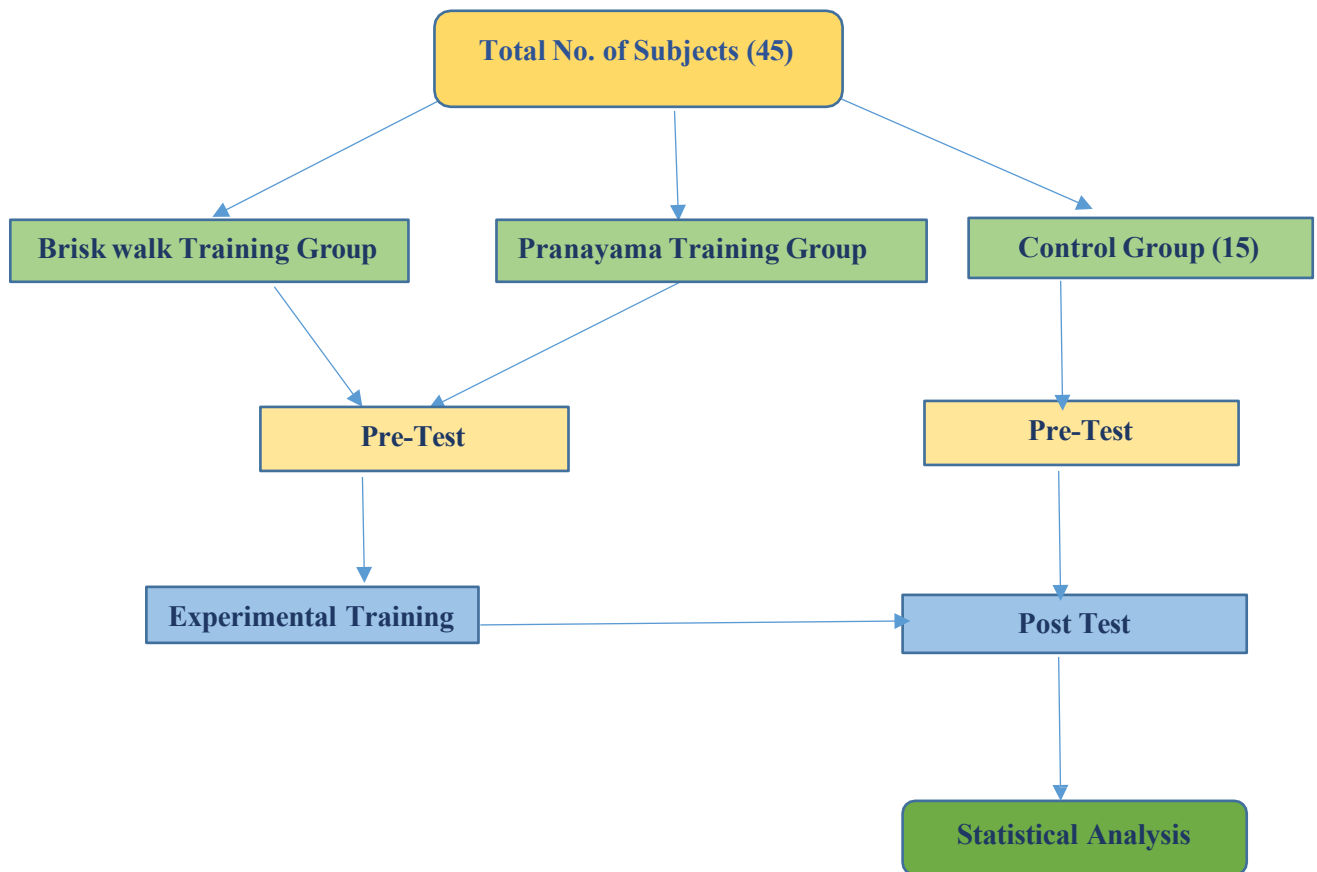 Total No. of Subjects (45)
Brisk walk Training Group
Pranayama Training Group
Control Group (15)
Pre-Test
Pre-Test
Experimental Training
Post Test
Statistical Analysis